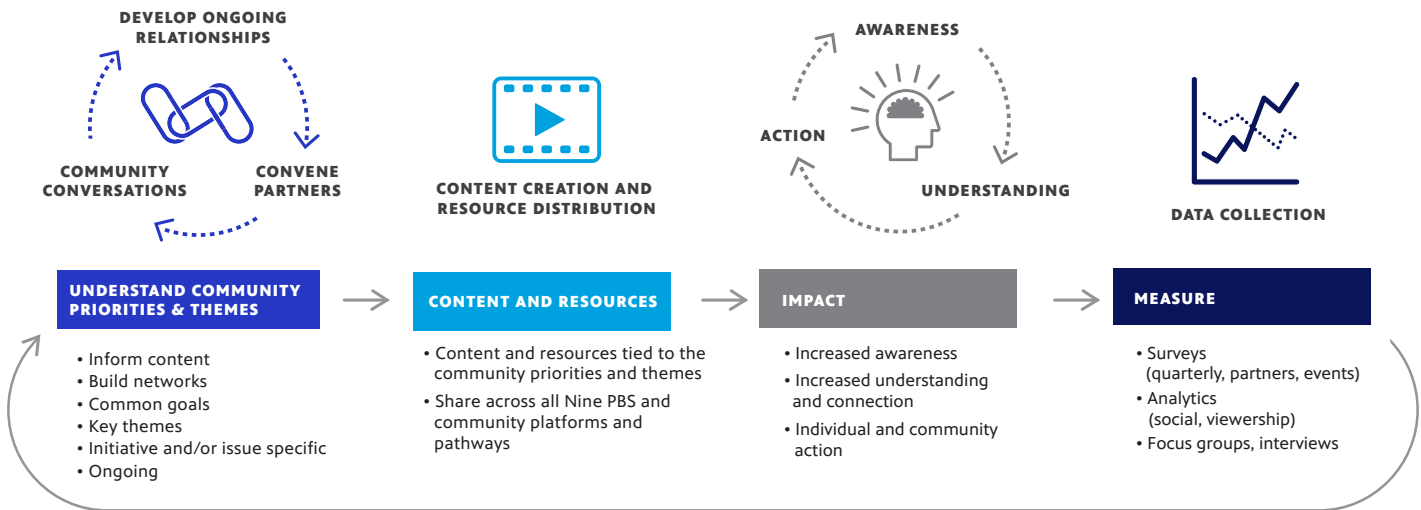 DEVELOP ONGOING
RELATIONSHIPS
COMMUNITY
CONVERSATIONS
CONVENE
PARTNERS
CONTENT CREATION AND
RESOURCE DISTRIBUTION
AWARENESS
ACTION
UNDERSTANDING
DATA COLLECTION
UNDERSTAND COMMUNITY
PRIORITIES & THEMES
• Inform content
• Build networks
• Common goals
• Key themes
• Initiative and/or issue specific
• Ongoing
CONTENT AND RESOURCES
• Content and resources tied to the
community priorities and themes
• Share across all Nine PBS and
community platforms and
pathways
IMPACT
• Increased awareness
• Increased understanding
and connection
• Individual and community
action
MEASURE
• Surveys
(quarterly, partners, events)
• Analytics
(social, viewership)
• Focus groups, interviews